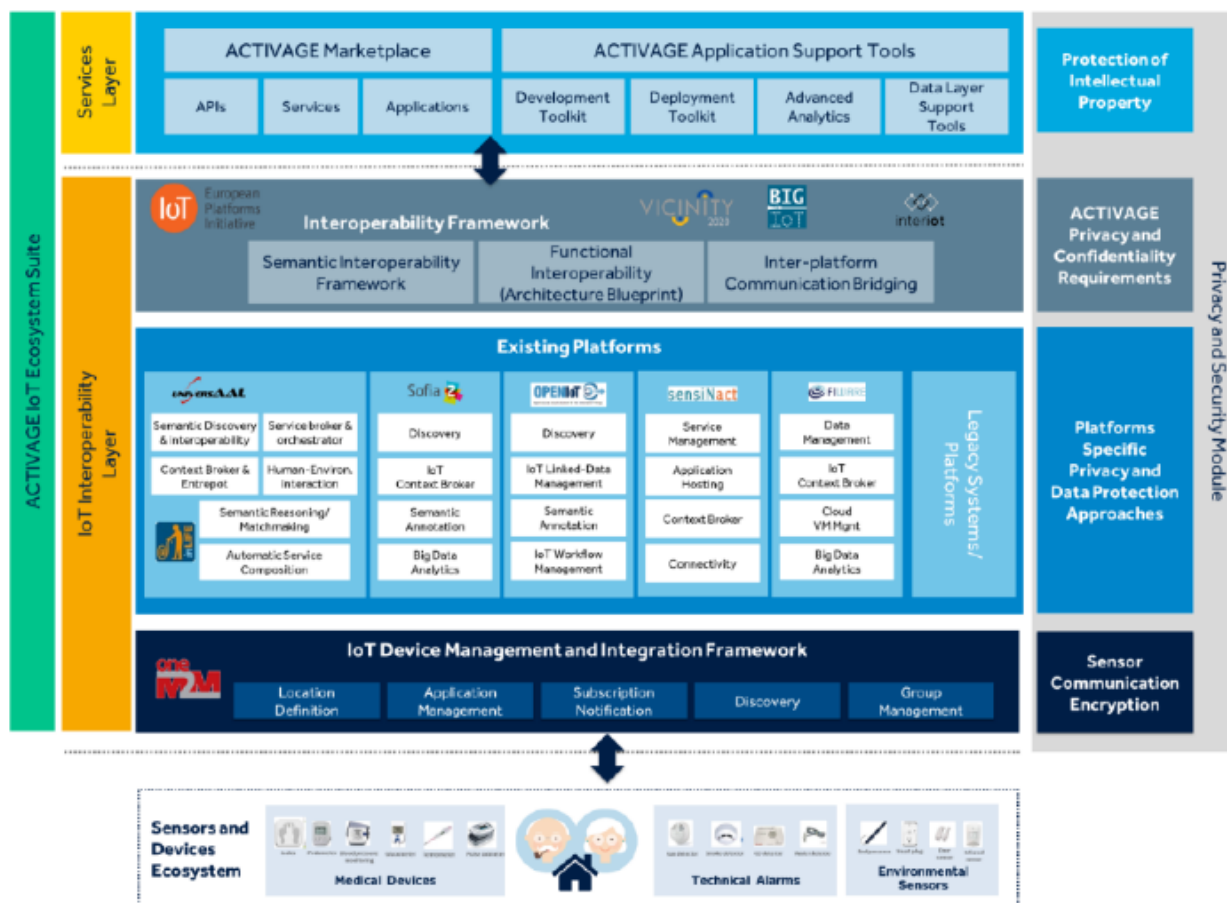 ACTIVAGE IoT Ecosystem Suite
Services
Layer
ACTIVAGE Marketplace
APIs
Services
Applications
ACTIVAGE Application Support Tools
Development
Toolkit
Deployment
Toolkit
Advanced
Analytics
Data Layer
Support
Tools
Protection of
Intellectual
Property
Privacy and Security Module
IoT Interoperability
Layer
IoT
European
Platforms
Initiative
Interoperability Framework
VICINITY
2020
BIG
IoT
interiot
Semantic Interoperability
Framework
Functional
Interoperability
(Architecture Blueprint)
Inter-platform
Communication Bridging
ACTIVAGE
Privacy and
Confidentiality
Requirements
Existing Platforms
UNIVERSAAL
Semantic Discovery
& Interoperability
Service broker &
orchestrator
Context Broker &
Entrepot
Human-Environ.
Interaction
Semantic Reasoning/
Matchmaking
inLIFE
Automatic Service
Composition
Sofia2
Discovery
IoT
Context Broker
Semantic
Annotation
Big Data
Analytics
OPENIoT
Discovery
IoT Linked-Data
Management
Semantic
Annotation
IoT Workflow
Management
sensiNact
Service
Management
Application
Hosting
Context Broker
Connectivity
FIWARE
Data
Management
IoT
Context Broker
Cloud
VM Mgnt.
Big Data
Analytics
Legacy Systems/
Platforms
Platforms
Specific
Privacy and
Data Protection
Approaches
IoT Device Management and Integration Framework
one
M2M
Location
Definition
Application
Management
Subscription
Notification
Discovery
Group
Management
Sensor
Communication
Encryption
Sensors and
Devices
Ecosystem
Medical Devices
Technical Alarms
Environmental
Sensors